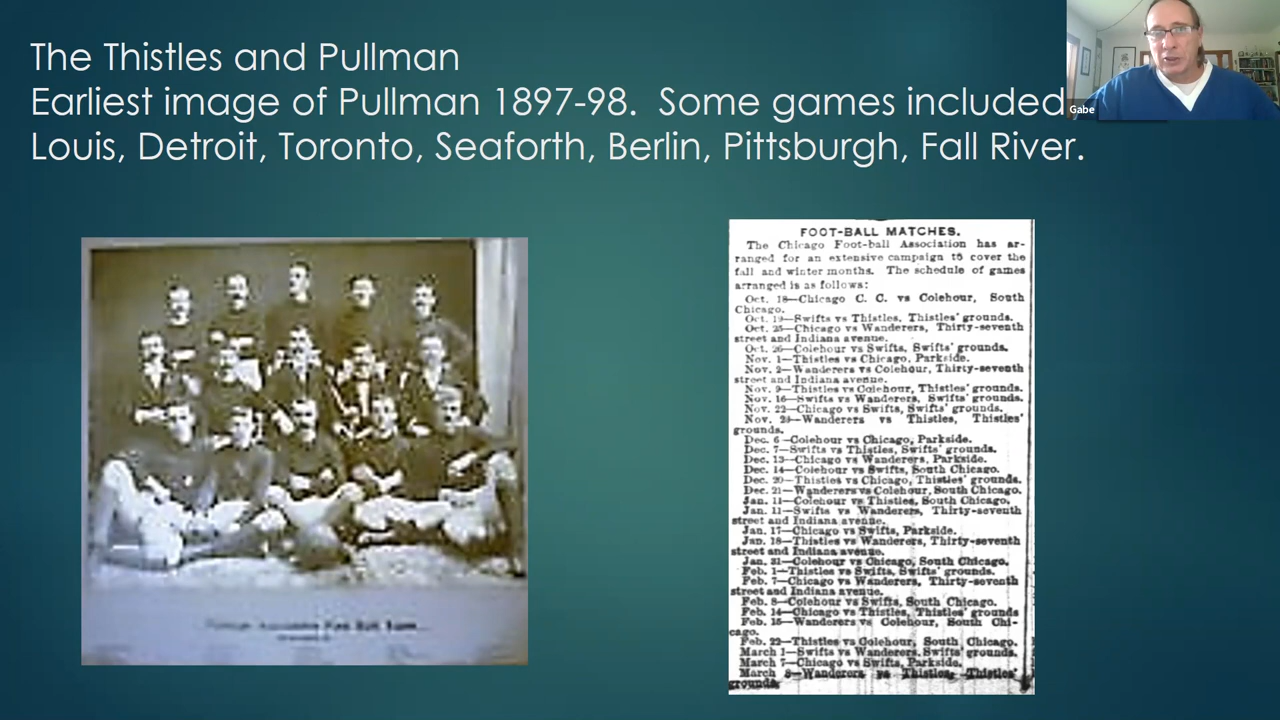 The Thistles and Pullman
Earliest image of Pullman 1897-98. Some games included
Louis, Detroit, Toronto, Seaforth, Berlin, Pittsburgh, Fall River.
Gabe
FOOT-BALL MATCHES.
The Chicago Foot-ball Association has ar-
ranged for an extensive campaign to cover the
fall and winter months. The schedule of games
arranged is as follows:
Oct. 18—Chicago C. C. vs Colehour, South
Chicago.
Oct. 19—Swifts vs Thistles, Thistles' grounds.
Oct. 25—Chicago vs Wanderers, Thirty-seventh
street and Indiana avenue.
Oct. 26—Colehour vs Swifts, Swifts' grounds.
Nov. 1—Thistles vs Chicago, Parkside.
Nov. 2—Wanderers vs Colehour, Thirty-seventh
street and Indiana avenue.
Nov. 9—Thistles vs Colehour, Thistles' grounds.
Nov. 16—Swifts vs Wanderers, Swifts' grounds.
Nov. 22—Chicago vs Swifts, Swifts' grounds.
Nov. 23—Wanderers vs Thistles, Thistles'
grounds.
Dec. 6—Colehour vs Chicago, Parkside.
Dec. 7—Swifts vs Thistles, Swifts' grounds.
Dec. 13—Chicago vs Wanderers, Parkside.
Dec. 14—Colehour vs Swifts, South Chicago.
Dec. 20—Thistles vs Chicago, Thistles' grounds.
Dec. 21—Wanderers vs Colehour, South Chicago.
Jan. 11—Colehour vs Thistles, South Chicago.
Jan. 11—Swifts vs Wanderers, Thirty-seventh
street and Indiana avenue.
Jan. 17—Chicago vs Swifts, Parkside.
Jan. 18—Thistles vs Wanderers, Thirty-seventh
street and Indiana avenue.
Jan. 31—Colehour vs Chicago, South Chicago.
Feb. 1—Thistles vs Swifts, Swifts' grounds.
Feb. 7—Chicago vs Wanderers, Thirty-seventh
street and Indiana avenue.
Feb. 8—Colehour vs Swifts, South Chicago.
Feb. 14—Chicago vs Thistles, Thistles' grounds
Feb. 15—Wanderers vs Colehour, South Chi-
cago.
Feb. 22—Thistles vs Colehour, South Chicago.
March 1—Swifts vs Wanderers, Swifts' grounds.
March 7—Chicago vs Swifts, Parkside.
March 8—Wanderers vs Thistles, Thistles'
grounds.